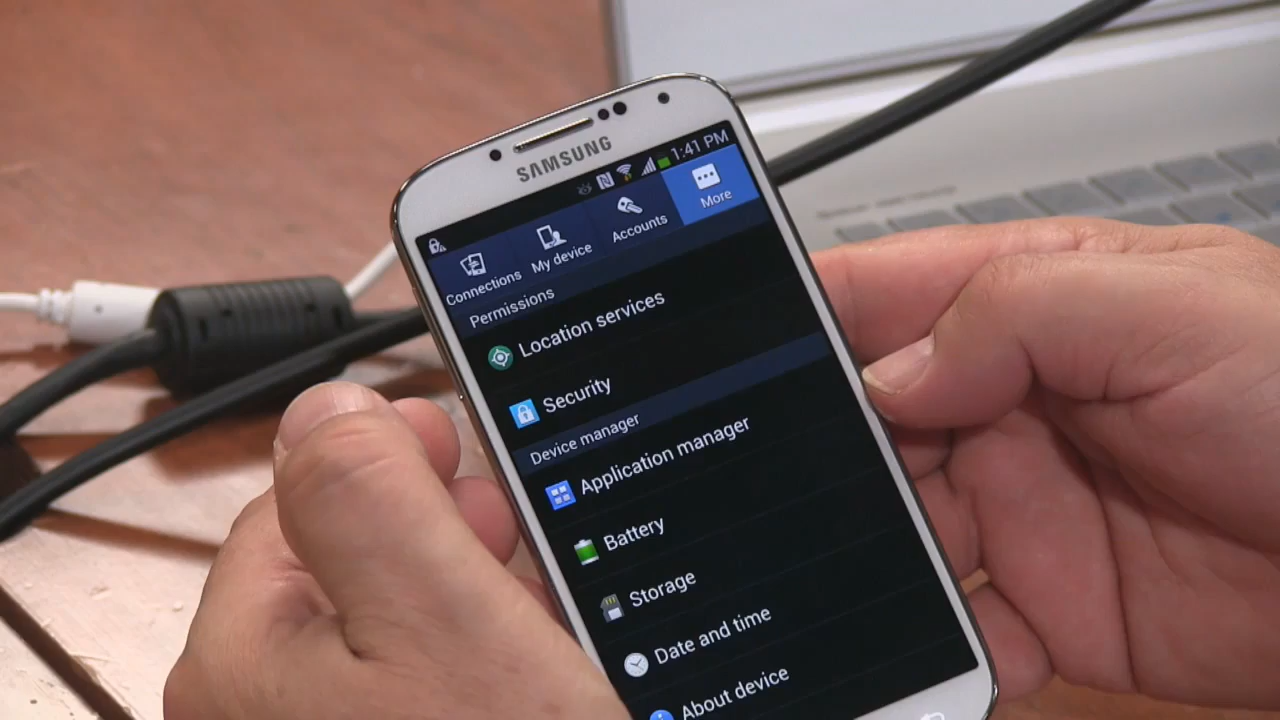 SAMSUNG
1:41 PM
Connections
My device
Accounts
More
Permissions
Location services
Security
Device manager
Application manager
Battery
Storage
Date and time
About device